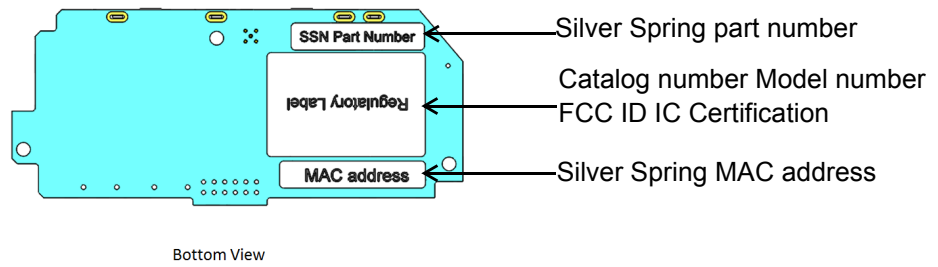 SSN Part Number
Silver Spring part number
Regulatory Label
Catalog number Model number
FCC ID IC Certification
MAC address
Silver Spring MAC address
Bottom View